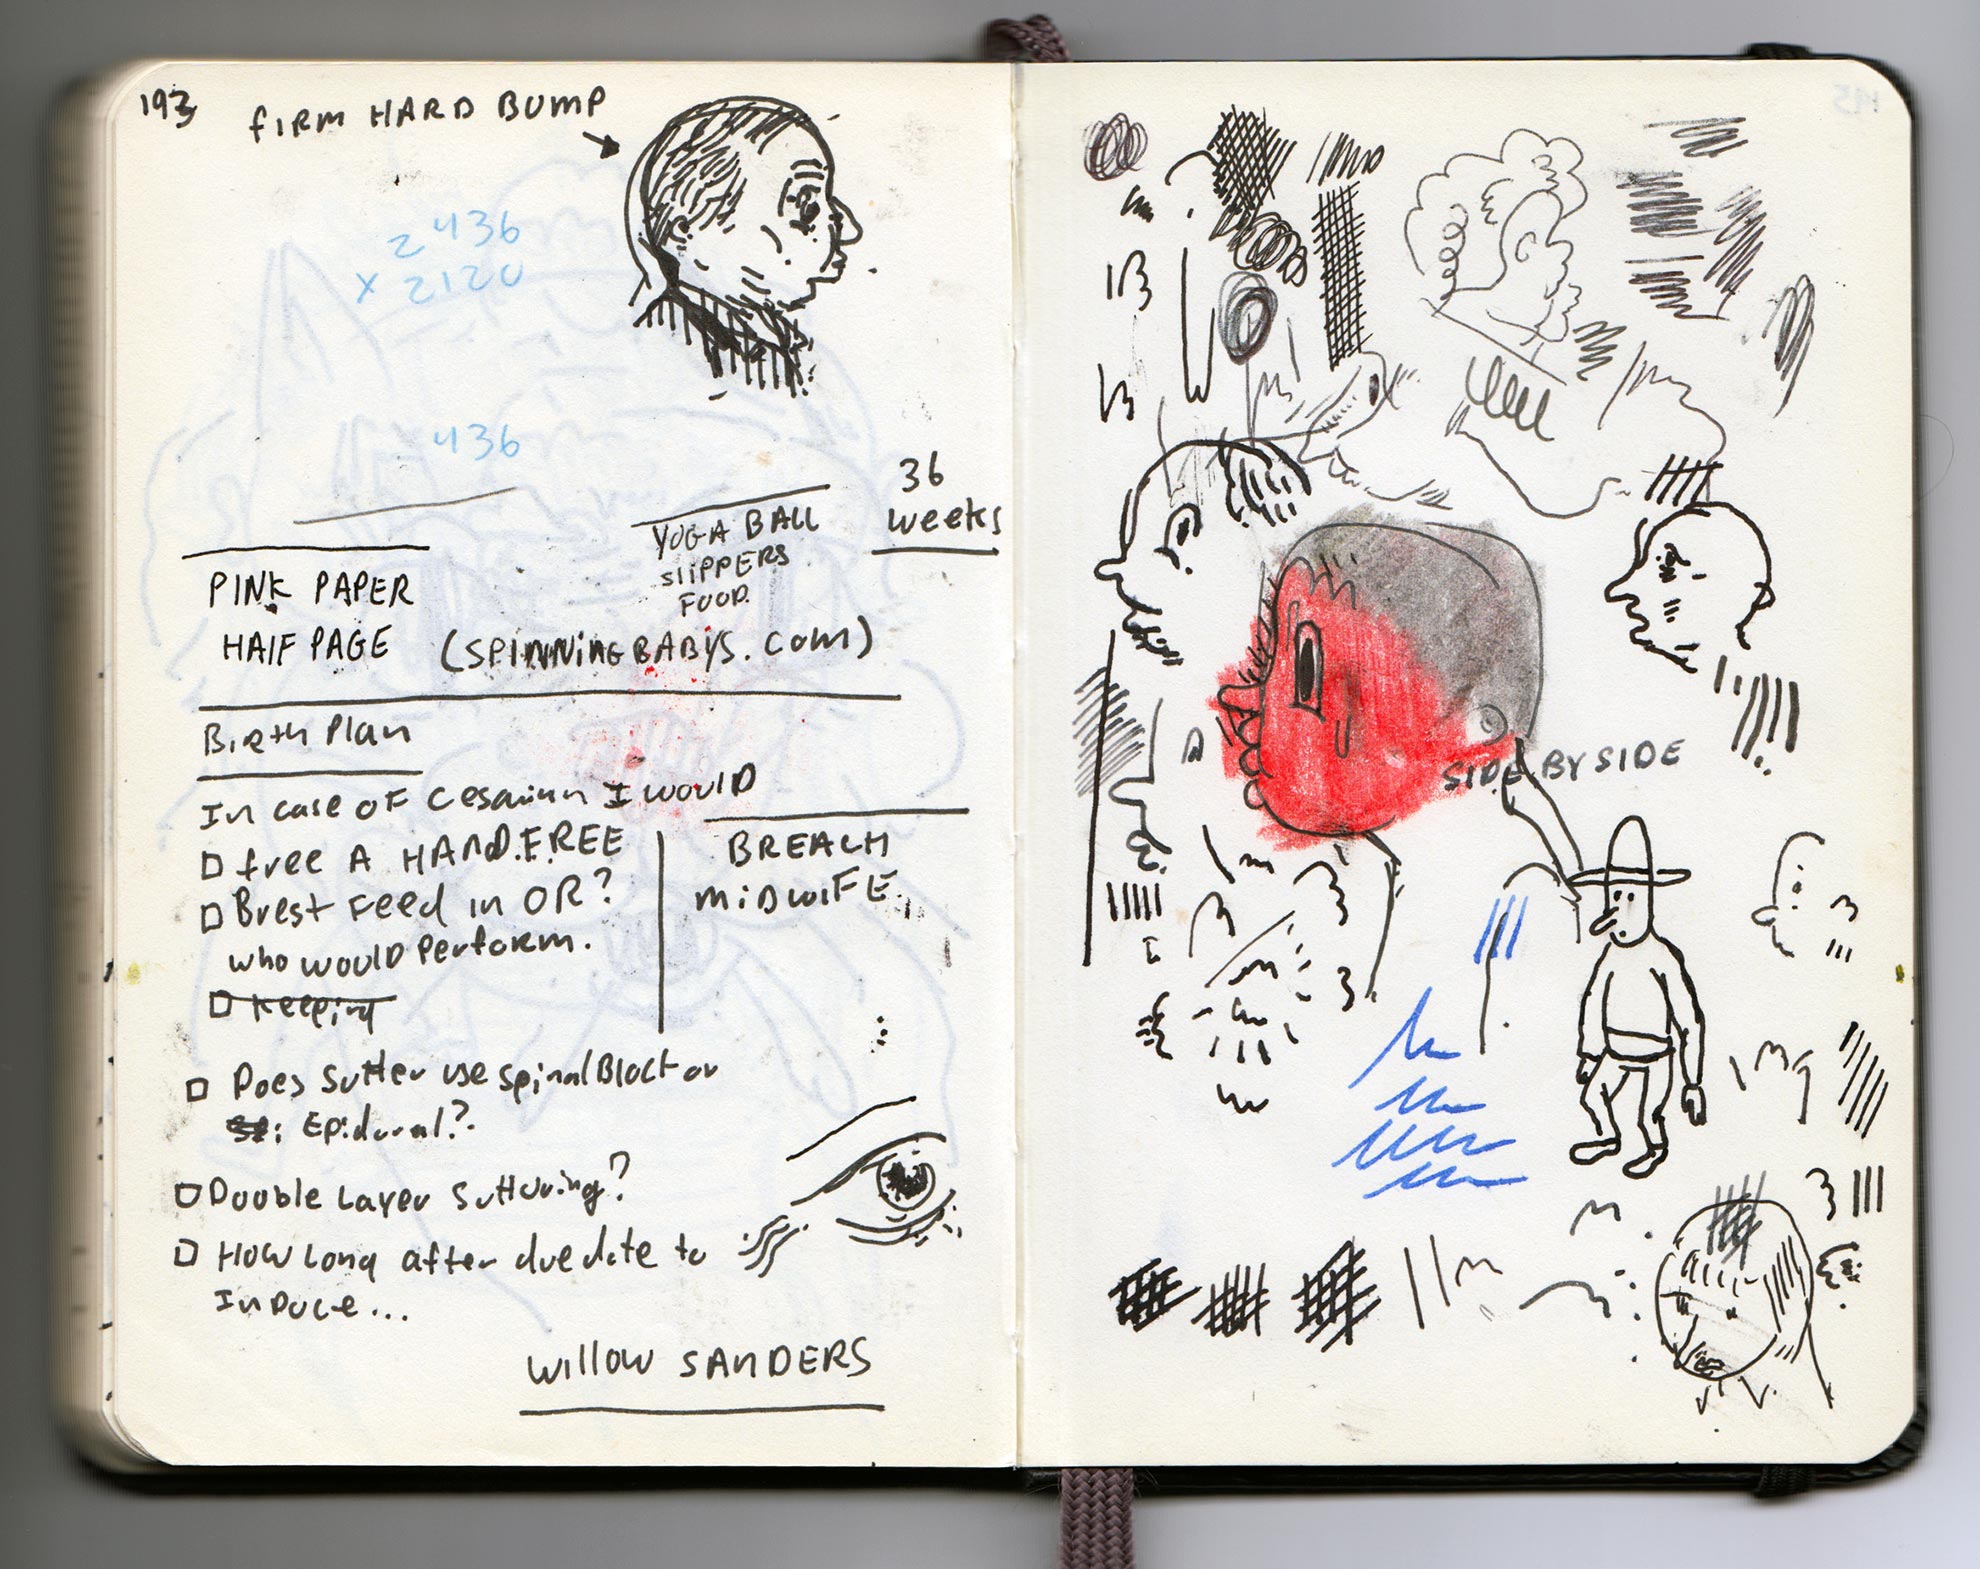 193
FIRM HARD BUMP
2436
x 2120
436
36
weeks
YOGA BALL
SLIPPERS
FOOD.
PINK PAPER
HALF PAGE
(SPINNINGBABYS.COM)
Birth Plan
In case of Cesariun I would
free A HAND.FREE
Brest Feed in OR?
who would perform.
Keeping
BREACH
MIDWIFE
Does Sutter use spinal Block or
: Epidural?
Double Layer Suttering?
How Long after due date to
InDuce...
WILLOW SANDERS
SIDE BY SIDE